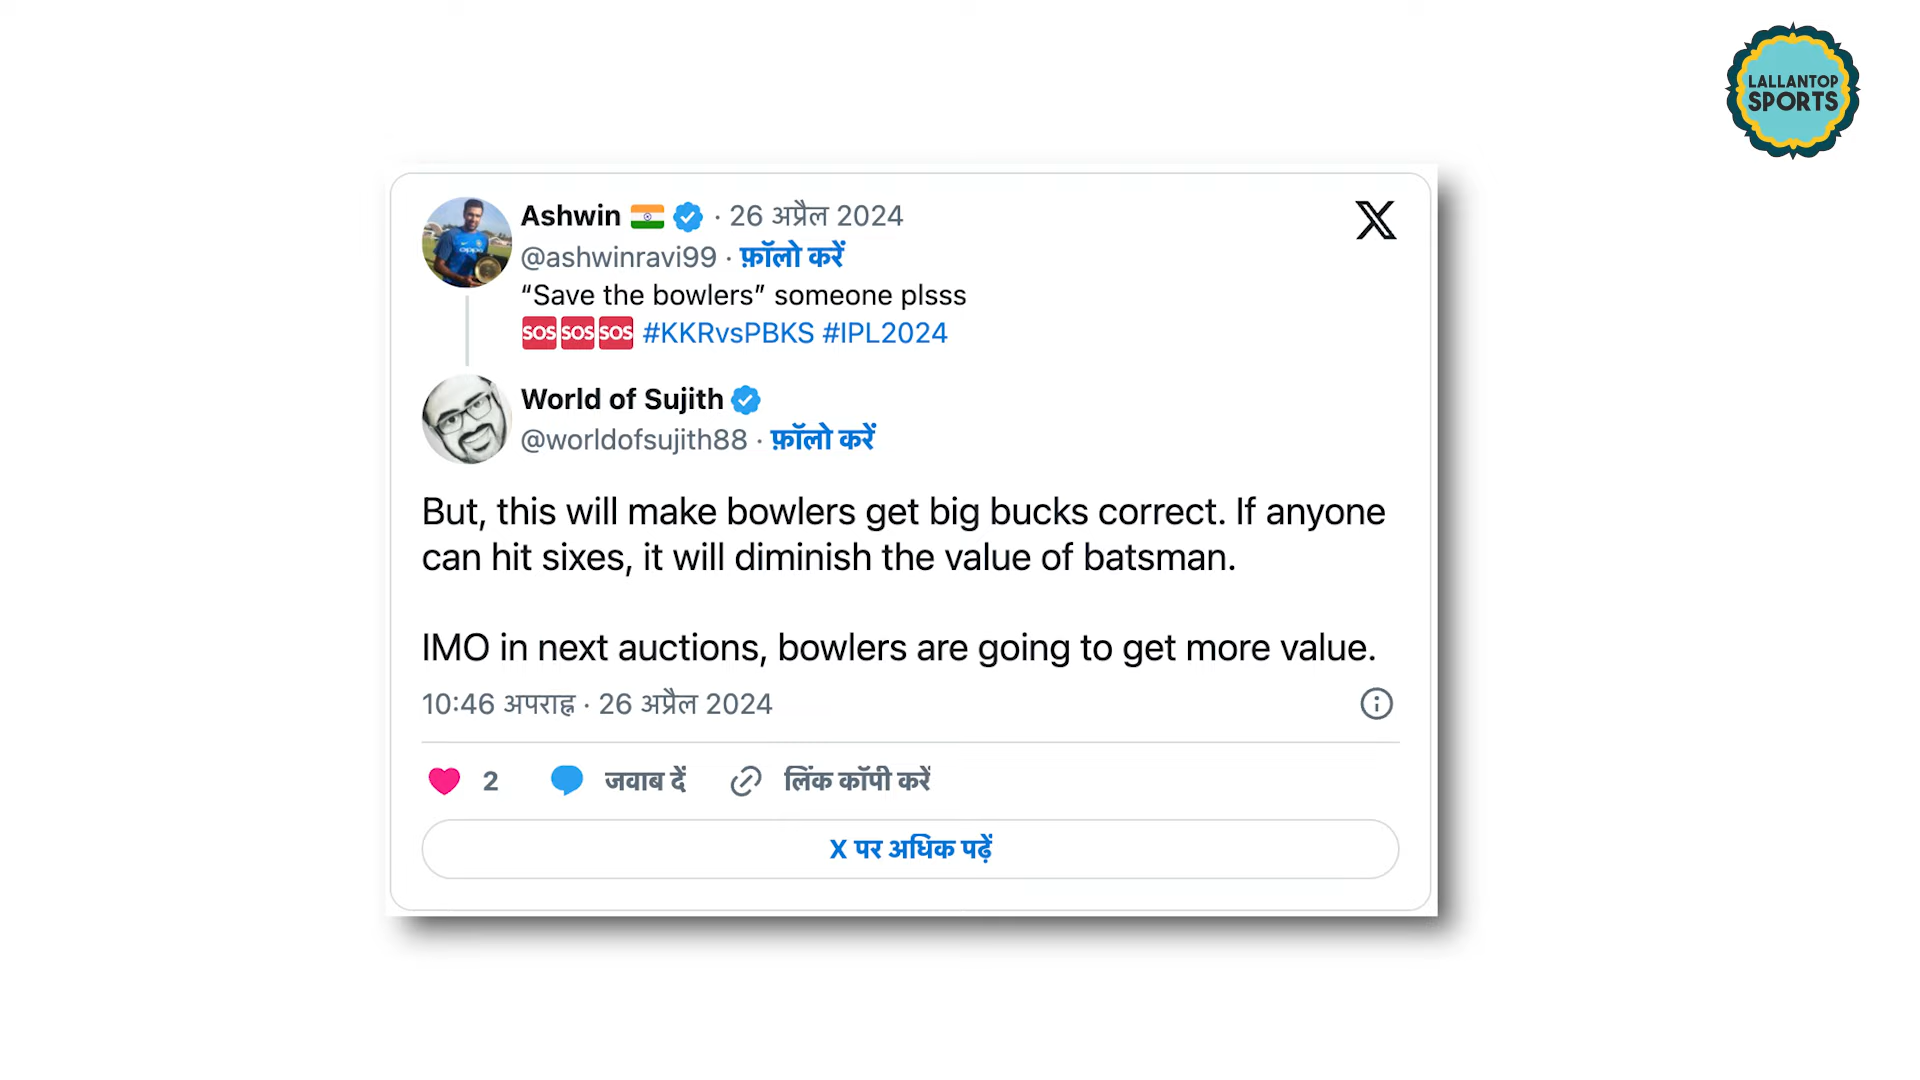 LALLANTOP
SPORTS
Ashwin 🇮🇳 · 26 अप्रैल 2024
@ashwinravi99 · फ़ॉलो करें
“Save the bowlers” someone plsss
🆘🆘🆘 #KKRvsPBKS #IPL2024
World of Sujith
@worldofsujith88 · फ़ॉलो करें
But, this will make bowlers get big bucks correct. If anyone
can hit sixes, it will diminish the value of batsman.
IMO in next auctions, bowlers are going to get more value.
10:46 अपराह्न · 26 अप्रैल 2024
2 जवाब दें लिंक कॉपी करें
X पर अधिक पढ़ें